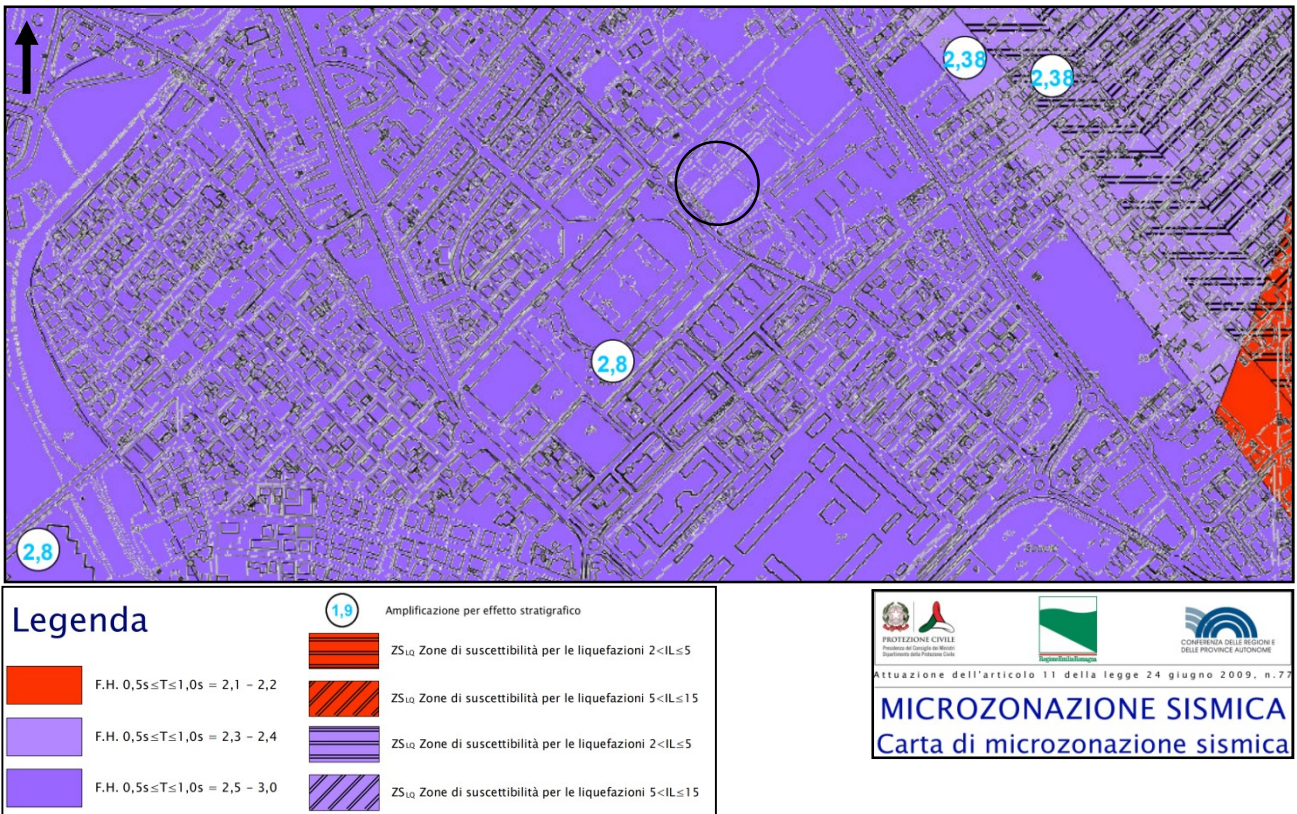 2,38
2,38
2,8
2,8
Legenda
F.H. 0,5s≤T≤1,0s = 2,1 – 2,2
F.H. 0,5s≤T≤1,0s = 2,3 – 2,4
F.H. 0,5s≤T≤1,0s = 2,5 – 3,0
1,9 Amplificazione per effetto stratigrafico
ZSLQ Zone di suscettibilità per le liquefazioni 2<IL≤5
ZSLQ Zone di suscettibilità per le liquefazioni 5<IL≤15
ZSLQ Zone di suscettibilità per le liquefazioni 2<IL≤5
ZSLQ Zone di suscettibilità per le liquefazioni 5<IL≤15
PROTEZIONE CIVILE
Presidenza del Consiglio dei Ministri
Dipartimento della Protezione Civile
RegioneEmiliaRomagna
CONFERENZA DELLE REGIONI E
DELLE PROVINCE AUTONOME
Attuazione dell'articolo 11 della legge 24 giugno 2009, n.77
MICROZONAZIONE SISMICA
Carta di microzonazione sismica